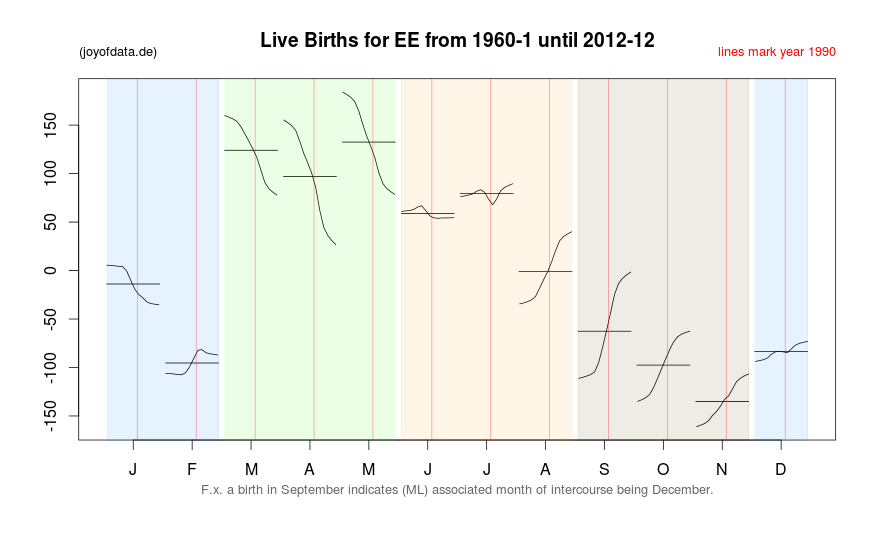 Live Births for EE from 1960-1 until 2012-12
(joyofdata.de)
lines mark year 1990
150
100
50
0
-50
-100
-150
J F M A M J J A S O N D
F.x. a birth in September indicates (ML) associated month of intercourse being December.